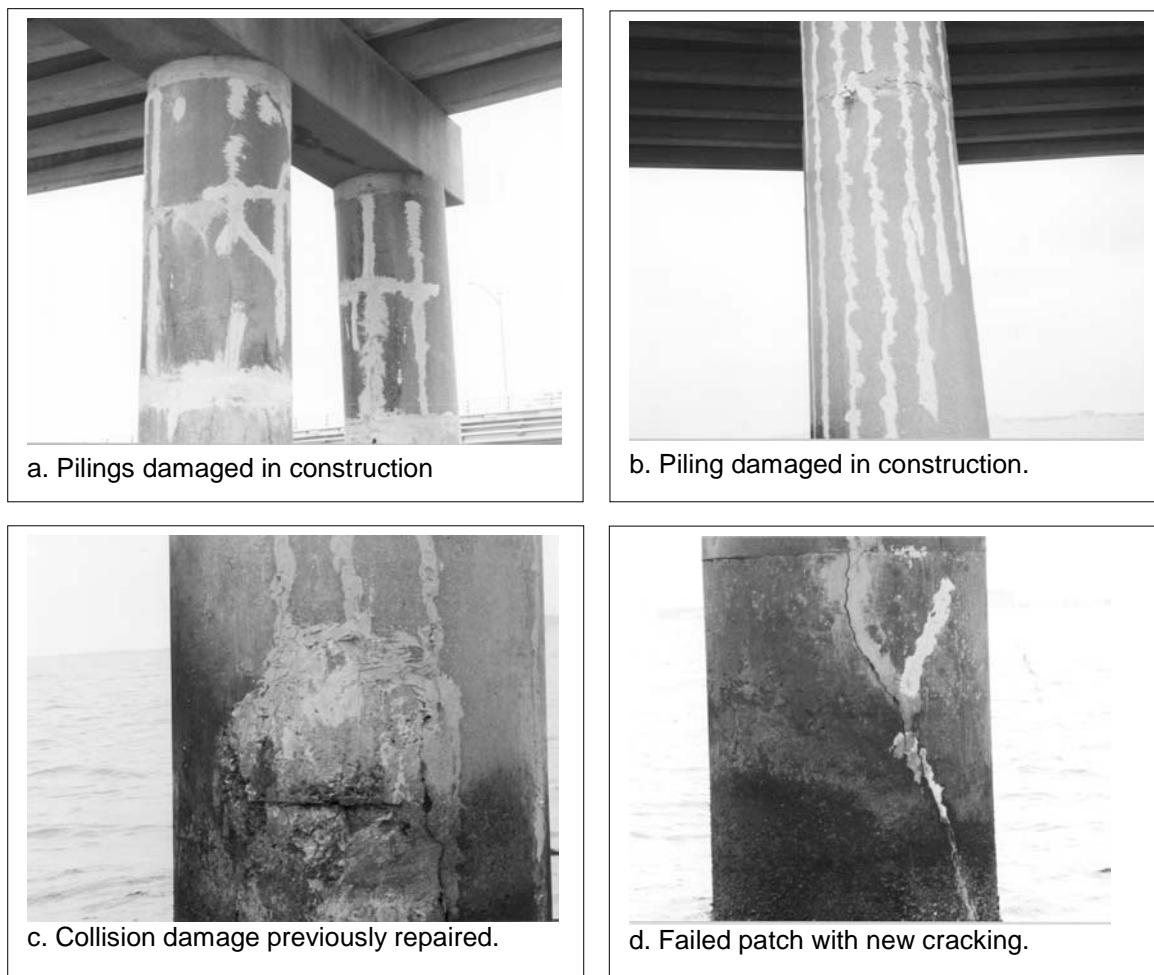 a. Pilings damaged in construction
b. Piling damaged in construction.
c. Collision damage previously repaired.
d. Failed patch with new cracking.